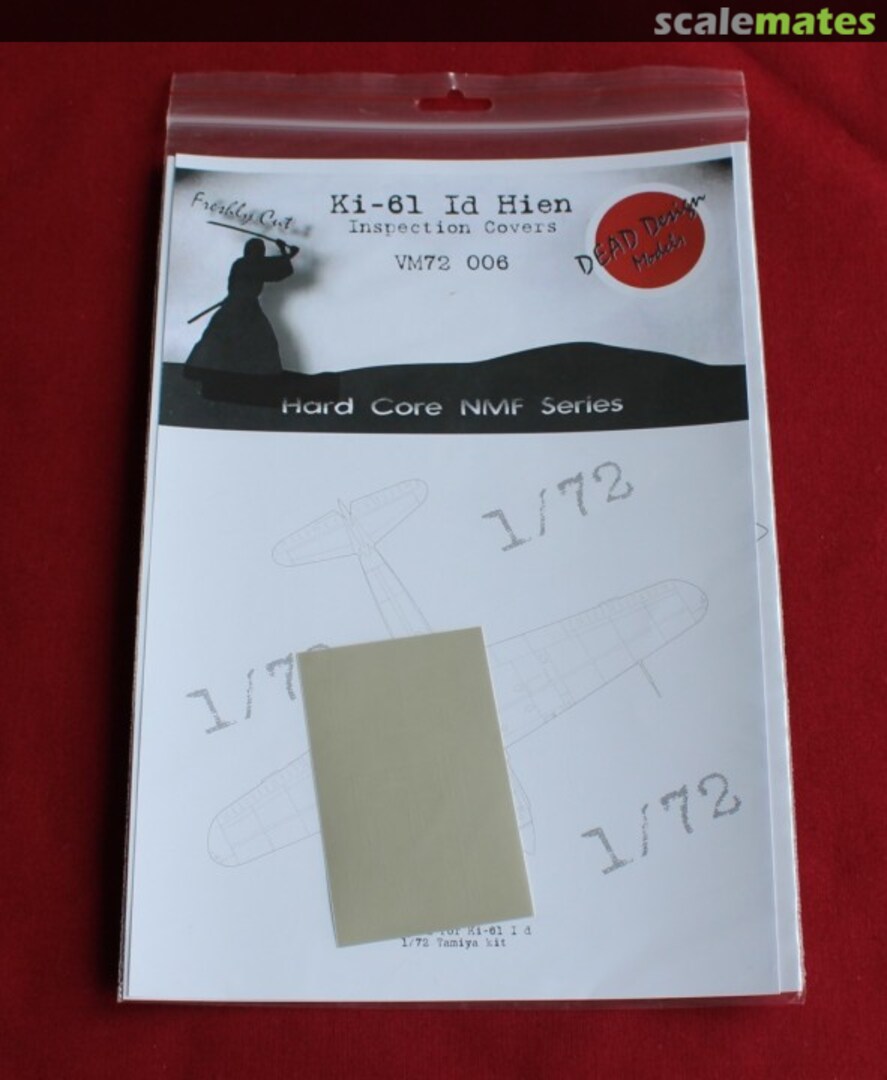 scalemates
Freshly Cut
Ki-61 Id Hien
Inspection Covers
VM72 006
DEAD Design
Models
Hard Core NMF Series
1/72
1/7
1/72
for Ki-61 I d
1/72 Tamiya kit